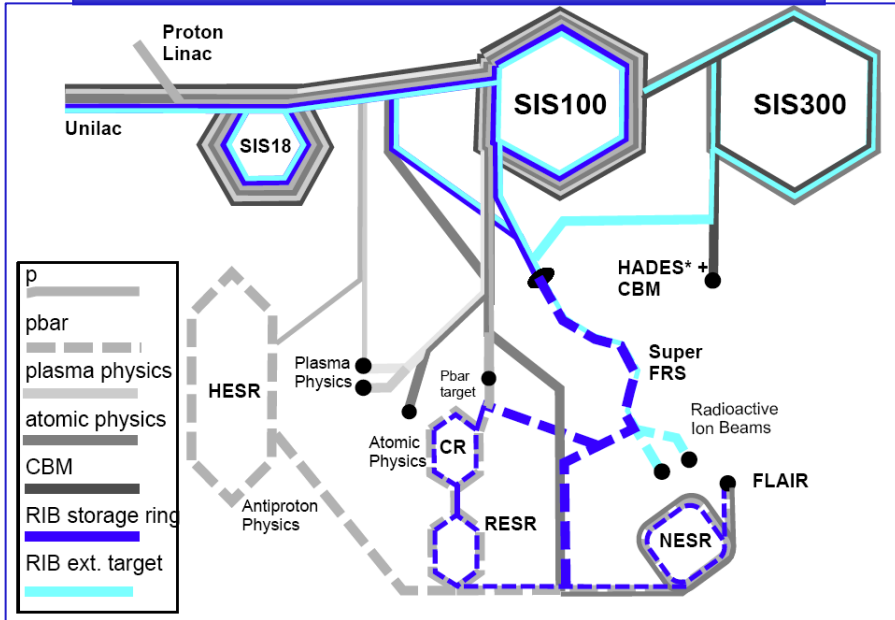 Proton
Linac
Unilac
SIS18
SIS100
SIS300
HADES* +
CBM
p
pbar
plasma physics
atomic physics
CBM
RIB storage ring
RIB ext. target
HESR
Plasma
Physics
Pbar
target
Super
FRS
Radioactive
Ion Beams
Atomic
Physics
CR
Antiproton
Physics
RESR
FLAIR
NESR